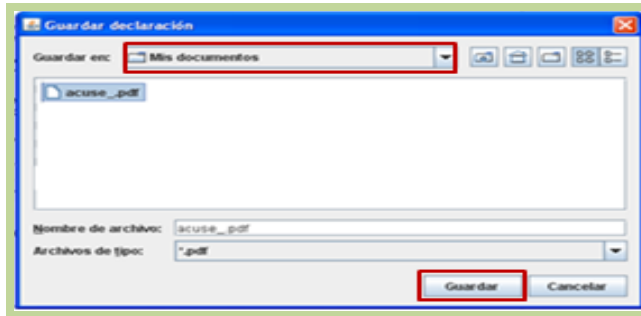 Guardar declaración
Guardar en: Mis documentos
acuse_.pdf
Nombre de archivo: acuse_.pdf
Archivos de tipo: *.pdf
Guardar Cancelar